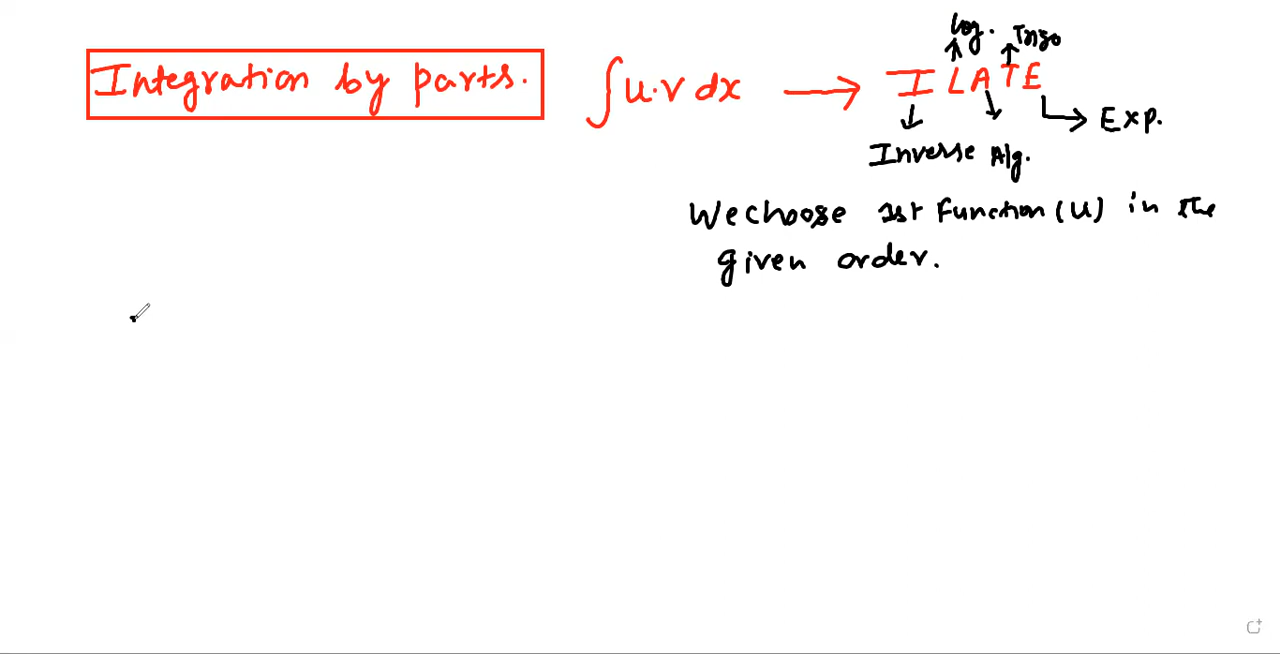 Integration by parts.
∫u.v dx → ILATE
Log.
Trigo
Inverse
Alg.
Exp.
We choose 1st Function (u) in the
given order.